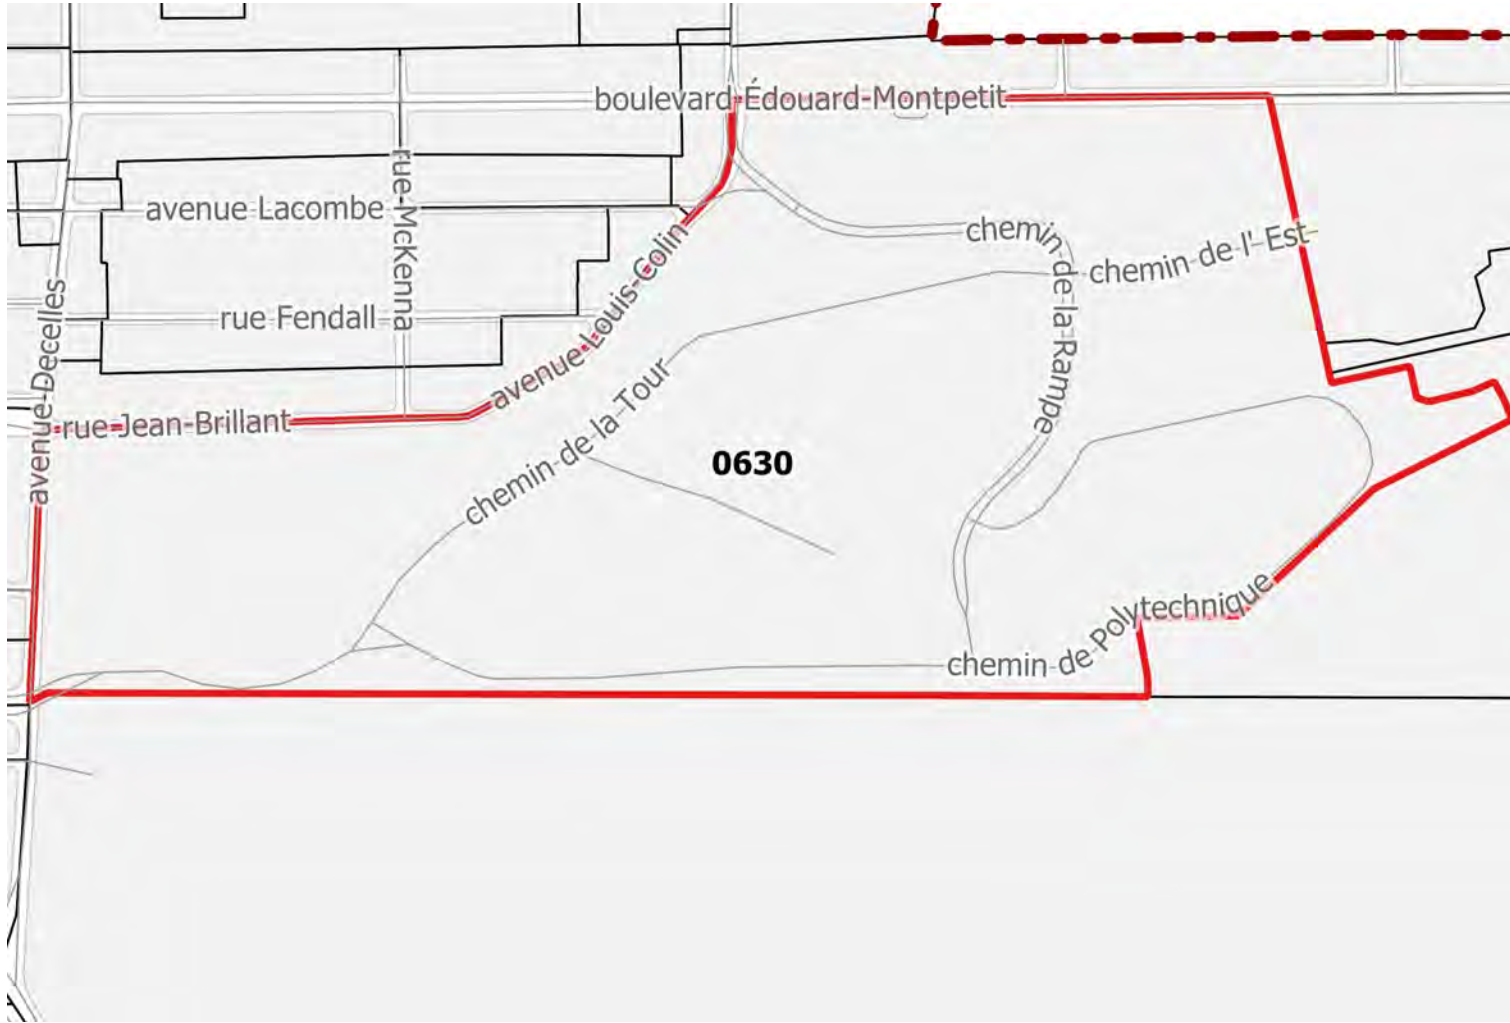 boulevard Édouard-Montpetit
rue McKenna
avenue Lacombe
chemin de la Rampe
chemin de l' Est
avenue Louis-Colin
avenue Decelles
rue Fendall
rue Jean-Brillant
chemin de la Tour
0630
chemin de Polytechnique